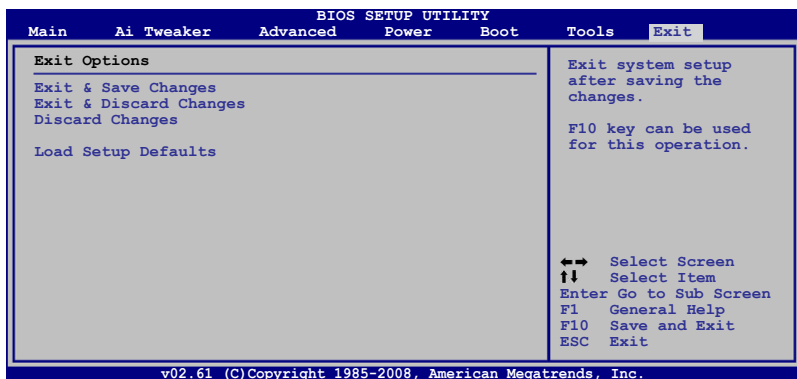 BIOS SETUP UTILITY
Main Ai Tweaker Advanced Power Boot Tools Exit
Exit Options
Exit & Save Changes
Exit & Discard Changes
Discard Changes
Load Setup Defaults
Exit system setup
after saving the
changes.
F10 key can be used
for this operation.
←→ Select Screen
↑↓ Select Item
Enter Go to Sub Screen
F1 General Help
F10 Save and Exit
ESC Exit
v02.61 (C)Copyright 1985-2008, American Megatrends, Inc.